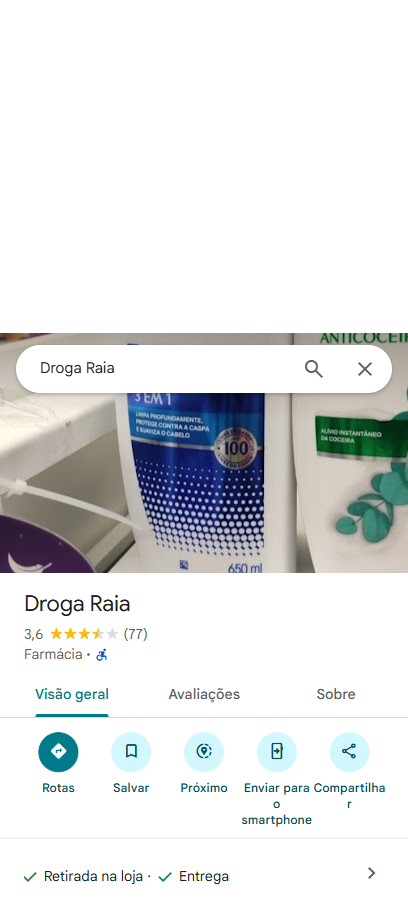 ANTICOCEI
Droga Raia
3 EM 1
LIMPA PROFUNDAMENTE,
PROTEGE CONTRA A CASPA
E SUAVIZA O CABELO
ALÍVIO INSTANTÂNEO
DA COCEIRA
100
650 ml
Droga Raia
3,6 (77)
Farmácia ·
Visão geral Avaliações Sobre
Rotas Salvar Próximo Enviar para o smartphone Compartilhar
Retirada na loja · Entrega